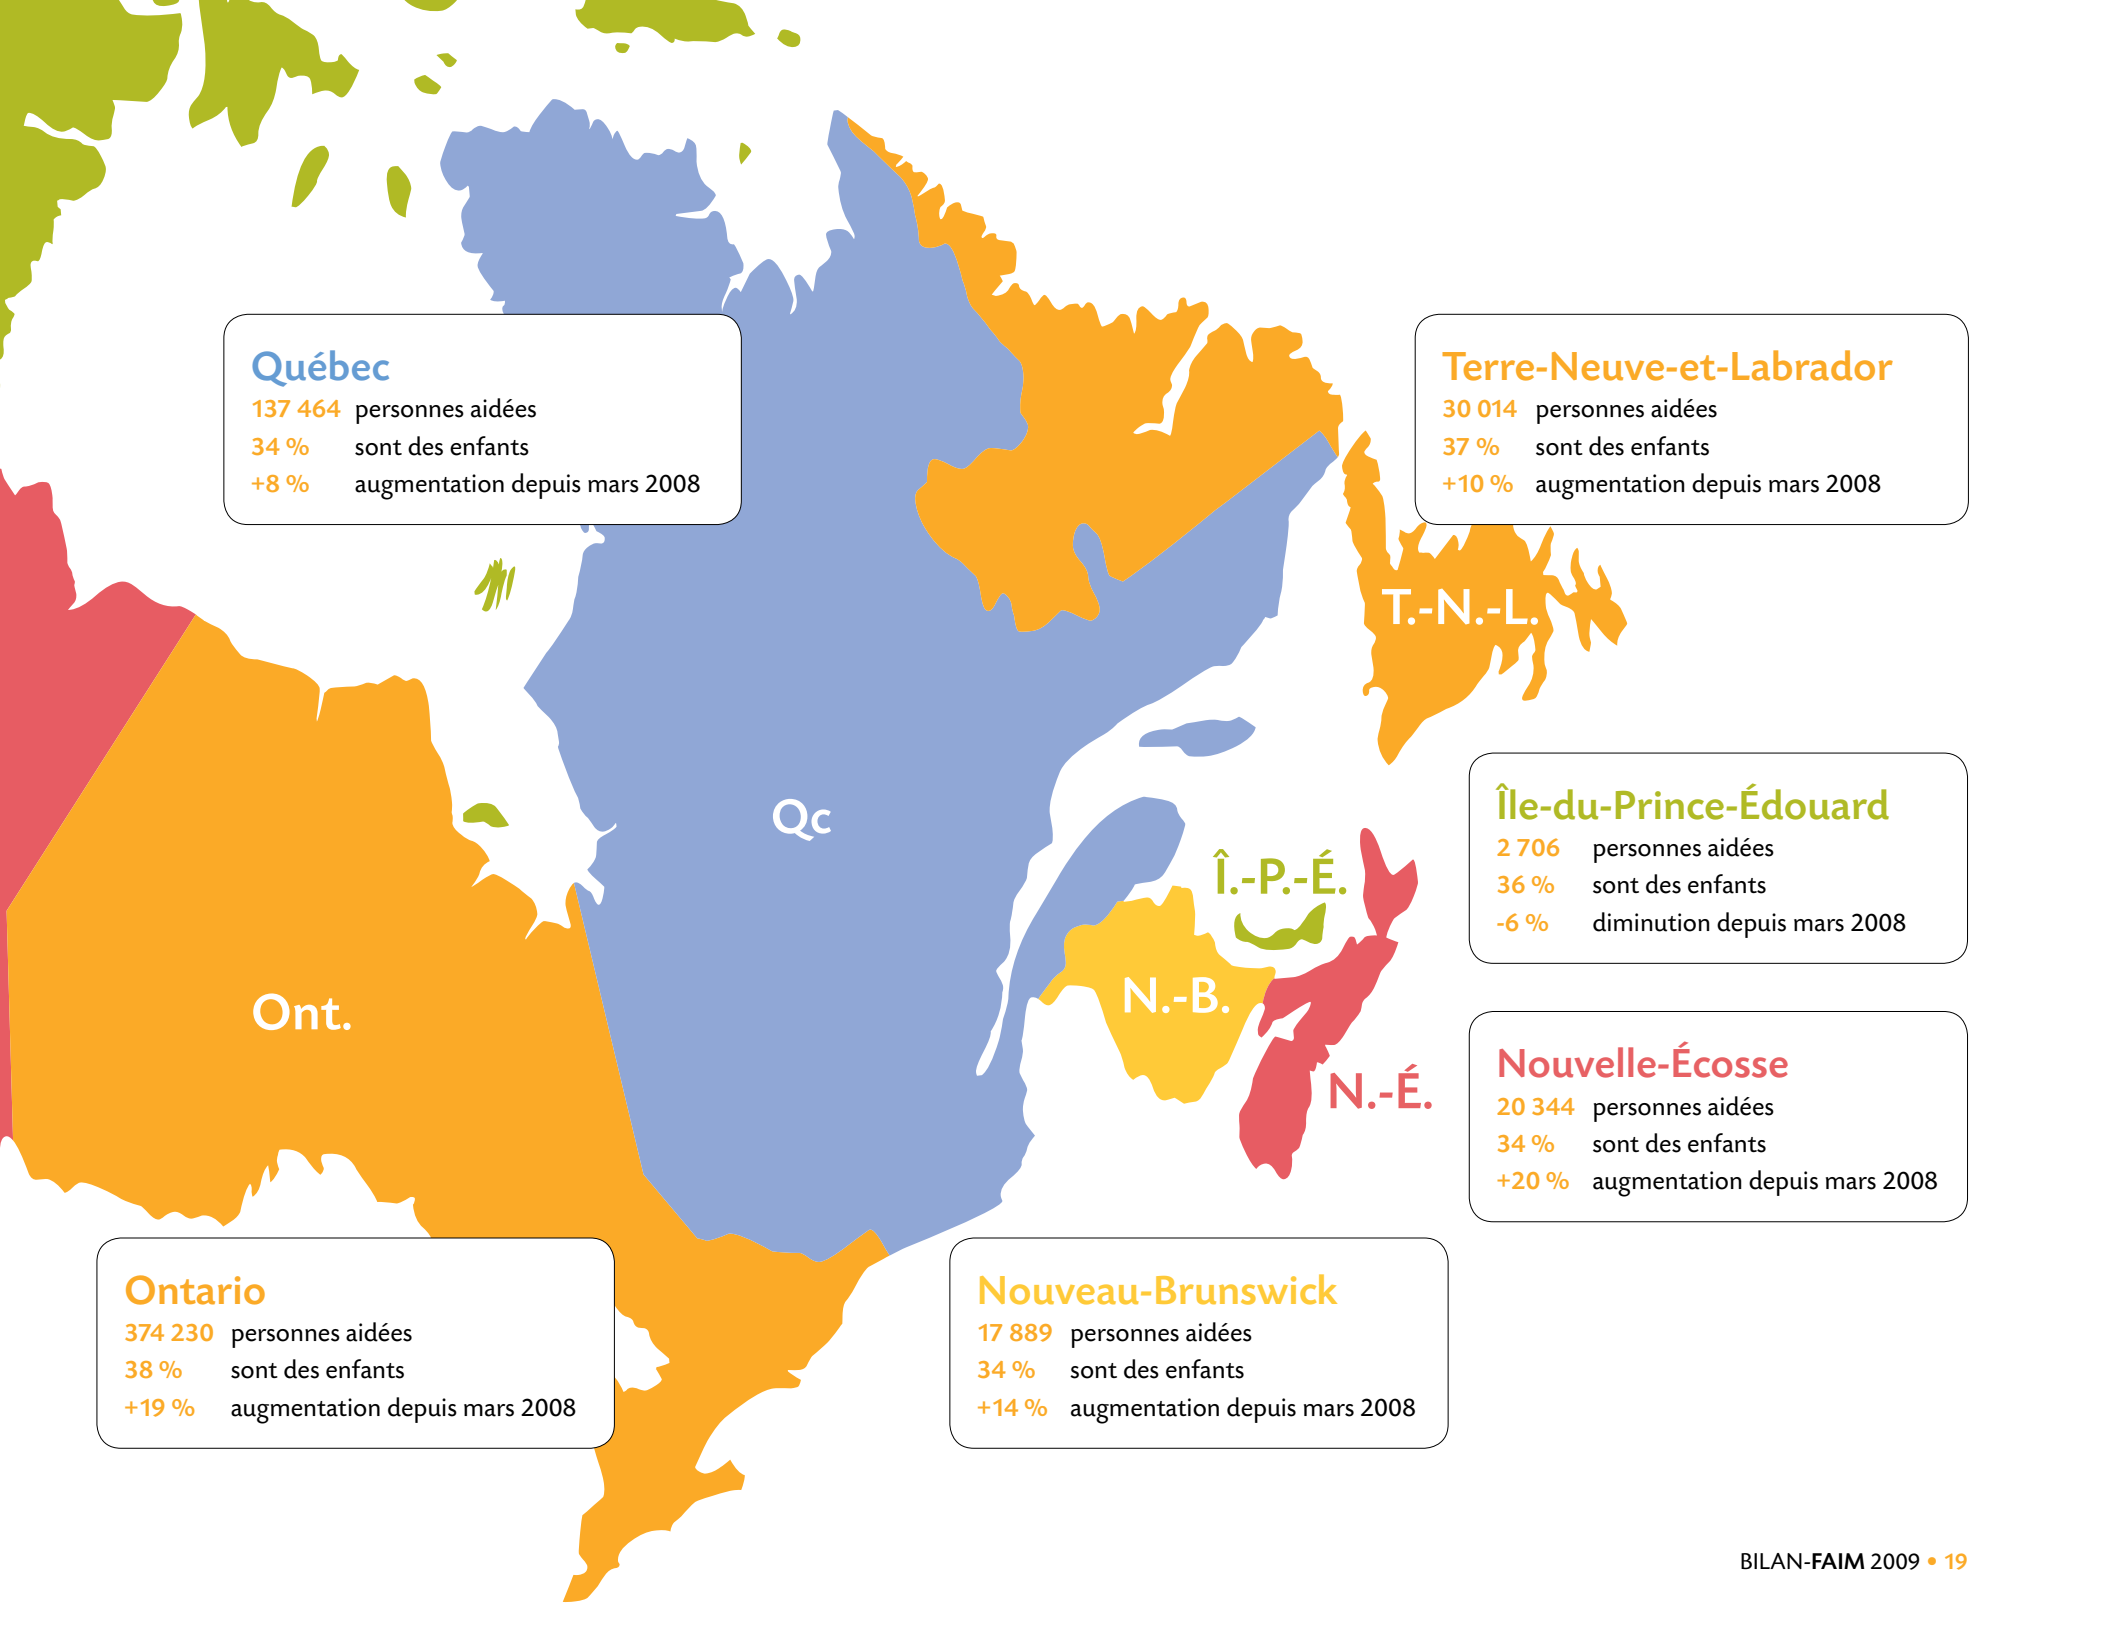 Québec
137 464 personnes aidées
34 % sont des enfants
+8 % augmentation depuis mars 2008
Terre-Neuve-et-Labrador
30 014 personnes aidées
37 % sont des enfants
+10 % augmentation depuis mars 2008
T.-N.-L.
Qc
Île-du-Prince-Édouard
2 706 personnes aidées
36 % sont des enfants
-6 % diminution depuis mars 2008
Î.-P.-É.
N.-B.
Ont.
N.-É.
Nouvelle-Écosse
20 344 personnes aidées
34 % sont des enfants
+20 % augmentation depuis mars 2008
Ontario
374 230 personnes aidées
38 % sont des enfants
+19 % augmentation depuis mars 2008
Nouveau-Brunswick
17 889 personnes aidées
34 % sont des enfants
+14 % augmentation depuis mars 2008
BILAN-FAIM 2009 • 19